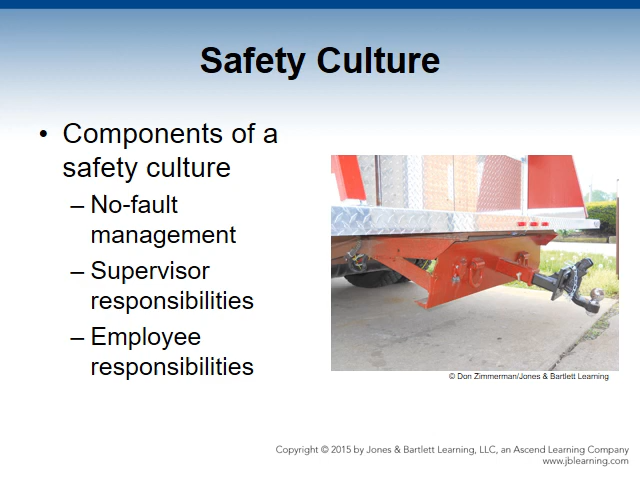 Safety Culture
• Components of a
safety culture
– No-fault
management
– Supervisor
responsibilities
– Employee
responsibilities
© Don Zimmerman/Jones & Bartlett Learning
Copyright © 2015 by Jones & Bartlett Learning, LLC, an Ascend Learning Company
www.jblearning.com